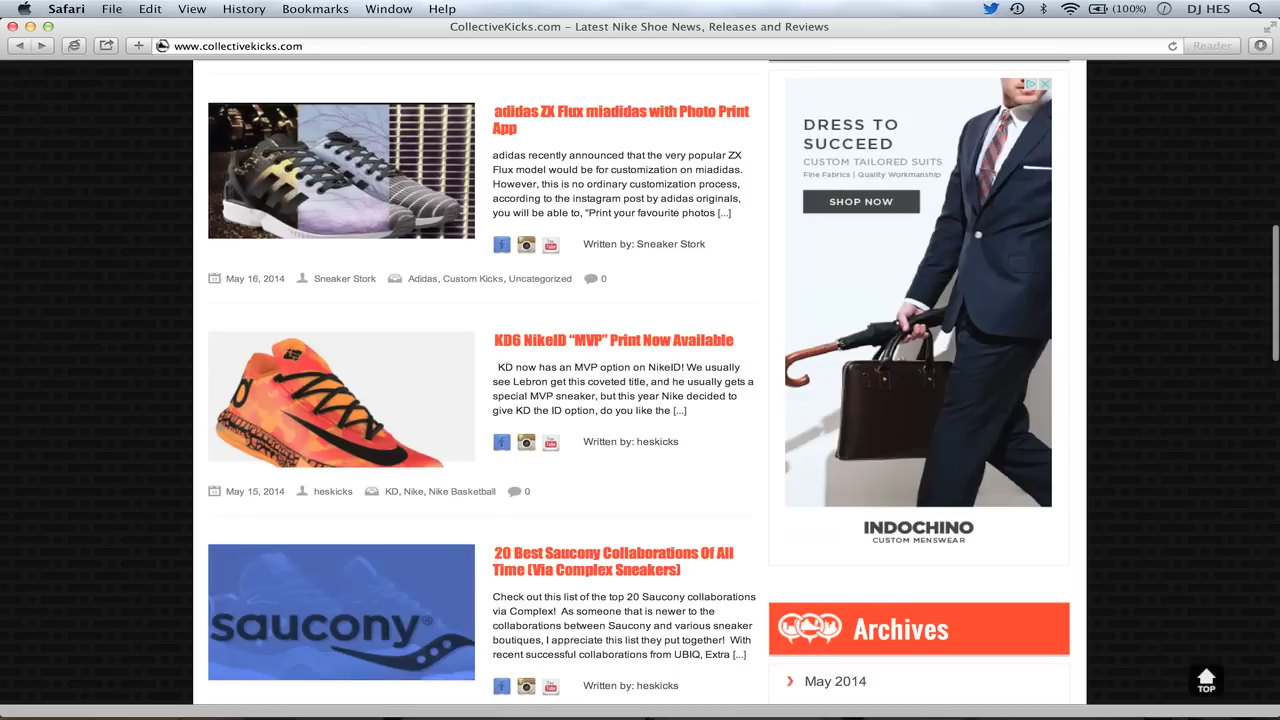 Safari File Edit View History Bookmarks Window Help (100%) DJ HES
CollectiveKicks.com – Latest Nike Shoe News, Releases and Reviews
www.collectivekicks.com Reader
adidas ZX Flux miadidas with Photo Print
App
adidas recently announced that the very popular ZX
Flux model would be for customization on miadidas.
However, this is no ordinary customization process,
according to the instagram post by adidas originals,
you will be able to, "Print your favourite photos [...]
Written by: Sneaker Stork
May 16, 2014 Sneaker Stork Adidas, Custom Kicks, Uncategorized 0
KD6 NikeID “MVP” Print Now Available
KD now has an MVP option on NikeID! We usually
see Lebron get this coveted title, and he usually gets a
special MVP sneaker, but this year Nike decided to
give KD the ID option, do you like the [...]
Written by: heskicks
May 15, 2014 heskicks KD, Nike, Nike Basketball 0
saucony®
20 Best Saucony Collaborations Of All
Time (Via Complex Sneakers)
Check out this list of the top 20 Saucony collaborations
via Complex! As someone that is newer to the
collaborations between Saucony and various sneaker
boutiques, I appreciate this list they put together! With
recent successful collaborations from UBIQ, Extra [...]
Written by: heskicks
DRESS TO
SUCCEED
CUSTOM TAILORED SUITS
Fine Fabrics | Quality Workmanship
SHOP NOW
INDOCHINO
CUSTOM MENSWEAR
Archives
May 2014
TOP